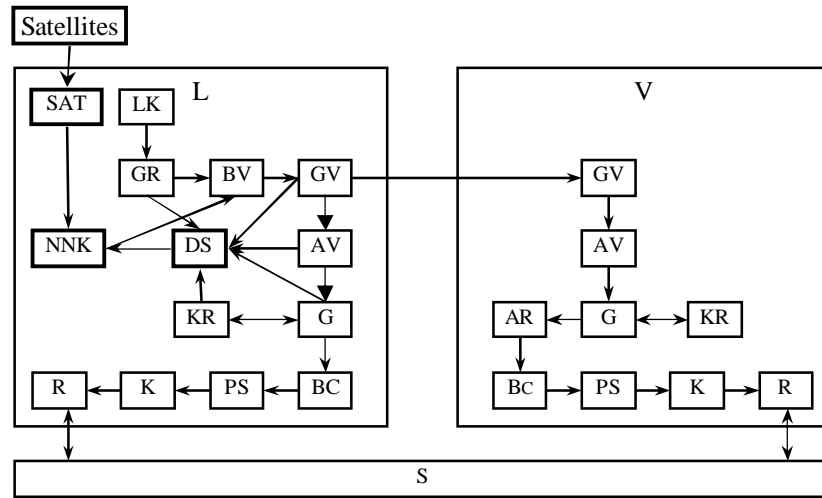 Satellites
L
V
SAT
LK
GR
BV
GV
GV
NNK
DS
AV
AV
KR
G
AR
G
KR
R
K
PS
BC
BC
PS
K
R
S